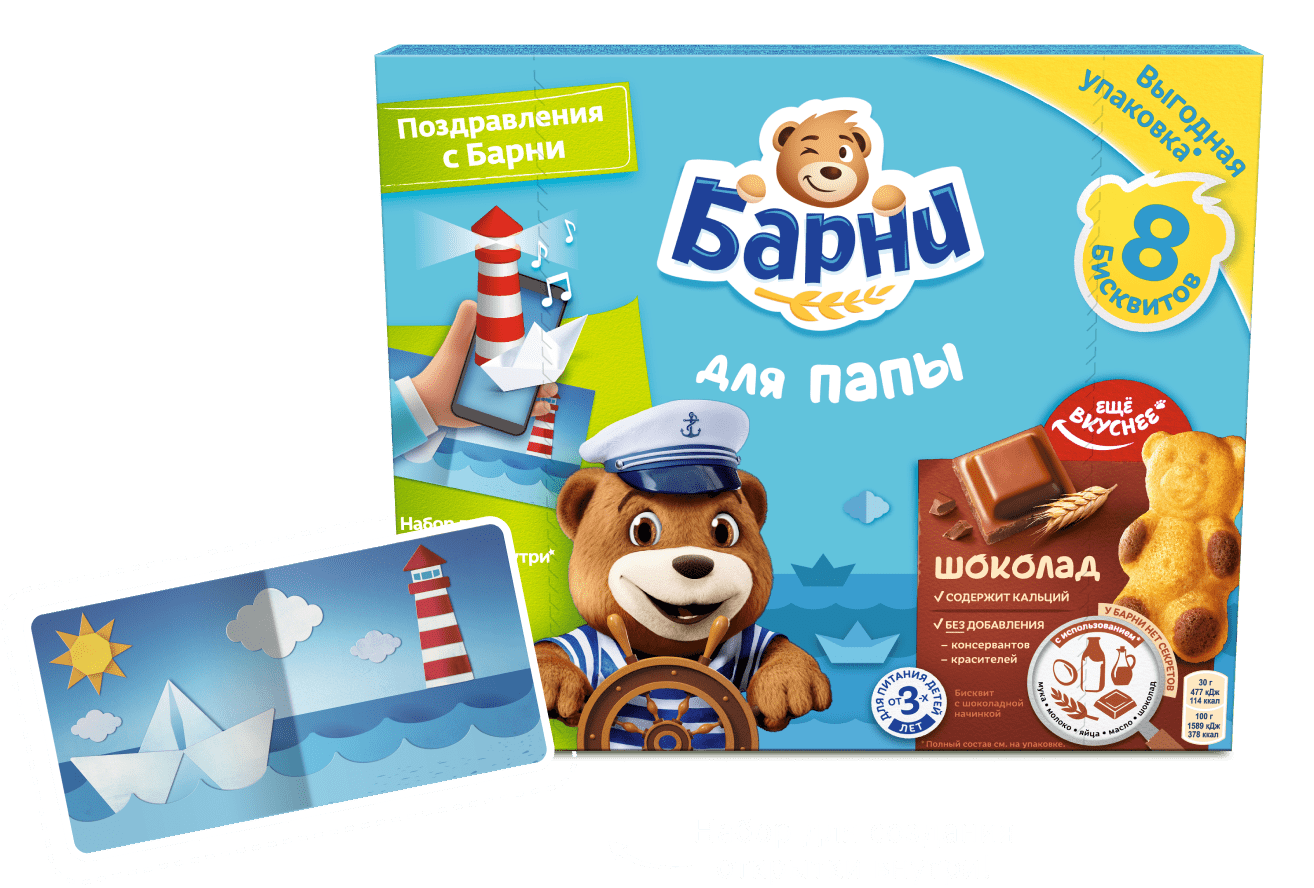 Поздравления
с Барни
Выгодная
упаковка*
8
бисквитов
Барни
для папы
ЕЩЁ
ВКУСНЕЕ
Набор
три*
ШОКОЛАД
✓ СОДЕРЖИТ КАЛЬЦИЙ
✓ БЕЗ ДОБАВЛЕНИЯ
– консервантов
– красителей
Бисквит
с шоколадной
начинкой
У БАРНИ НЕТ СЕКРЕТОВ
с использованием*
мука • молоко • яйца • масло • шоколад
ДЛЯ ПИТАНИЯ ДЕТЕЙ
от 3-х
ЛЕТ
30 г
477 кДж
114 ккал
100 г
1589 кДж
378 ккал
*Полный состав см. на упаковке.